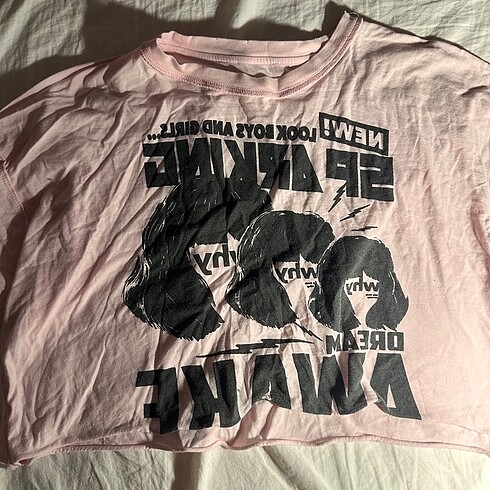 NEW! LOOK BOYS AND GIRLS...
SPARKING
why why why
DREAM
AWAKE